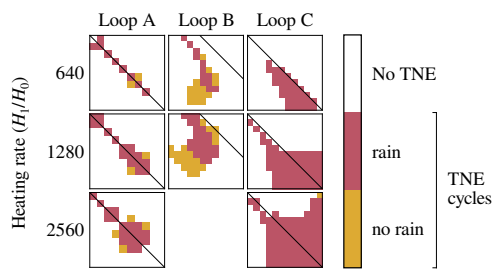 Loop A Loop B Loop C
Heating rate (H₁/H₀)
640
1280
2560
No TNE
rain
no rain
TNE
cycles